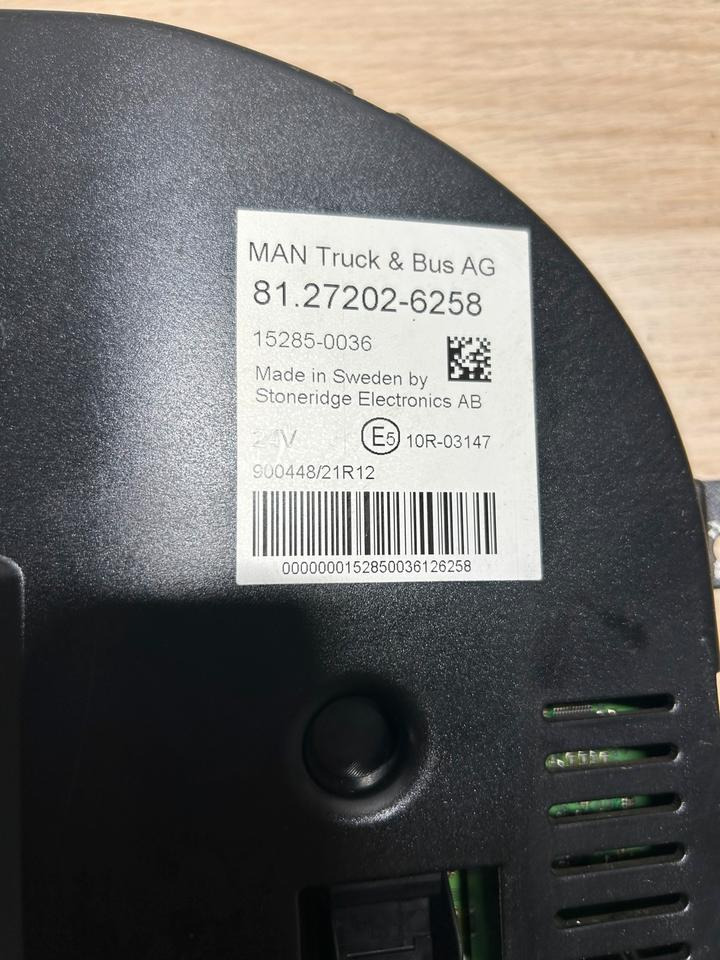 MAN Truck & Bus AG
81.27202-6258
15285-0036
Made in Sweden by
Stoneridge Electronics AB
24V E5 10R-03147
900448/21R12
0000000152850036126258